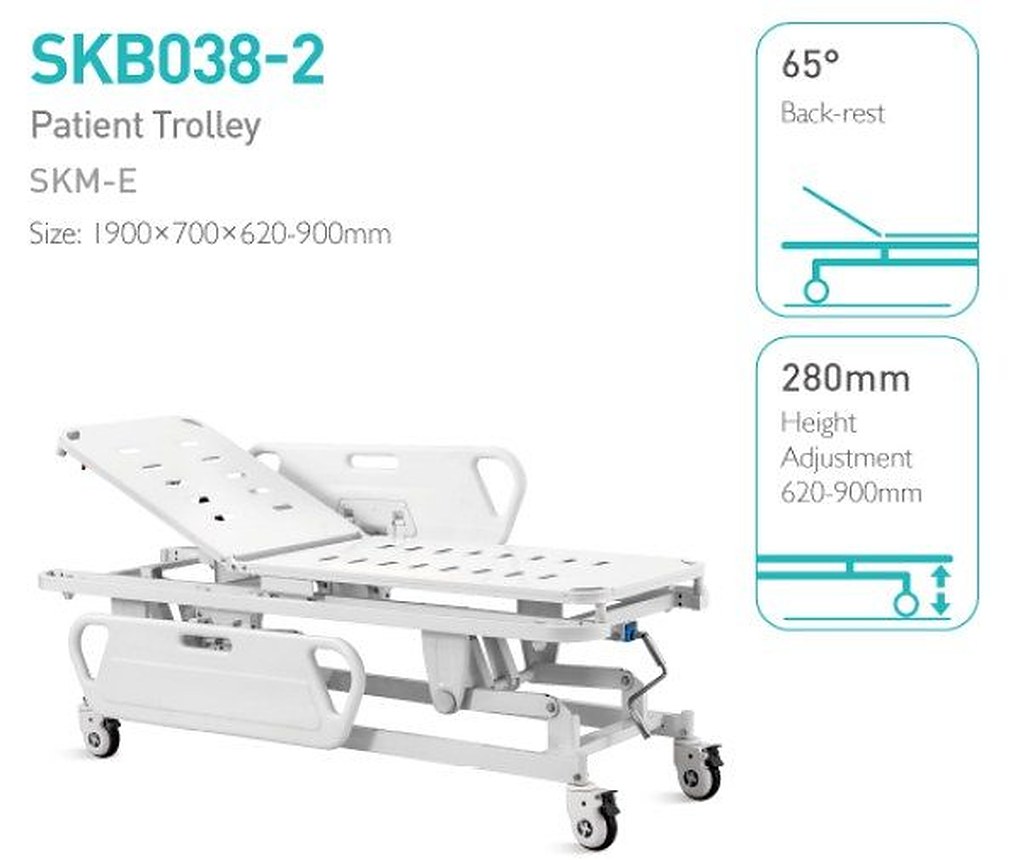 SKB038-2
Patient Trolley
SKM-E
Size: 1900×700×620-900mm
65°
Back-rest
280mm
Height
Adjustment
620-900mm